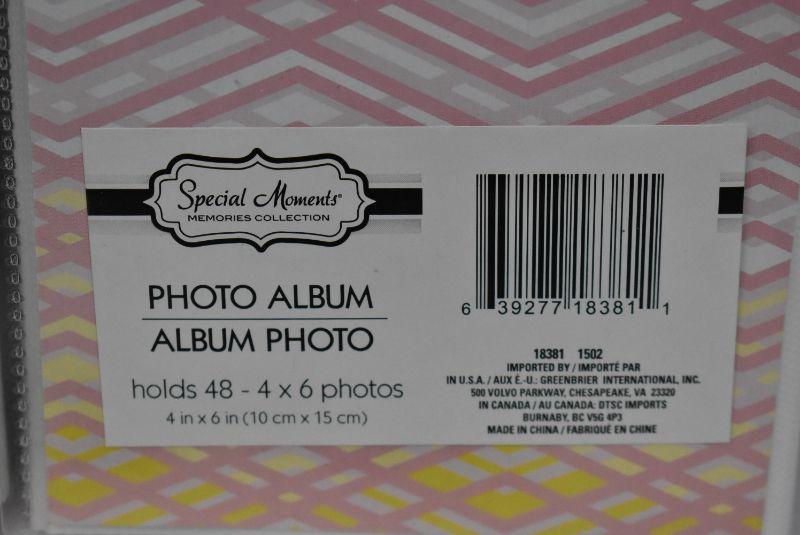 Special Moments®
MEMORIES COLLECTION
PHOTO ALBUM
ALBUM PHOTO
holds 48 - 4 x 6 photos
4 in x 6 in (10 cm x 15 cm)
6 39277 18381 1
18381 1502
IMPORTED BY / IMPORTÉ PAR
IN U.S.A. / AUX É.-U.: GREENBRIER INTERNATIONAL, INC.
500 VOLVO PARKWAY, CHESAPEAKE, VA 23320
IN CANADA / AU CANADA: DTSC IMPORTS
BURNABY, BC V5G 4P3
MADE IN CHINA / FABRIQUÉ EN CHINE